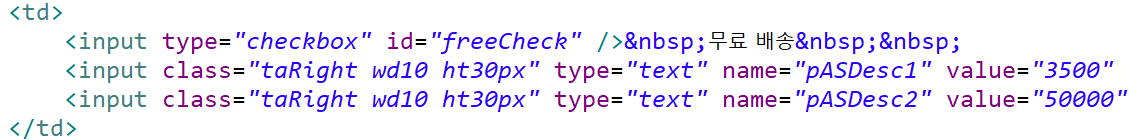 <td>
<input type="checkbox" id="freeCheck" />&nbsp;무료 배송&nbsp;&nbsp;
<input class="taRight wd10 ht30px" type="text" name="pASDesc1" value="3500"
<input class="taRight wd10 ht30px" type="text" name="pASDesc2" value="50000"
</td>